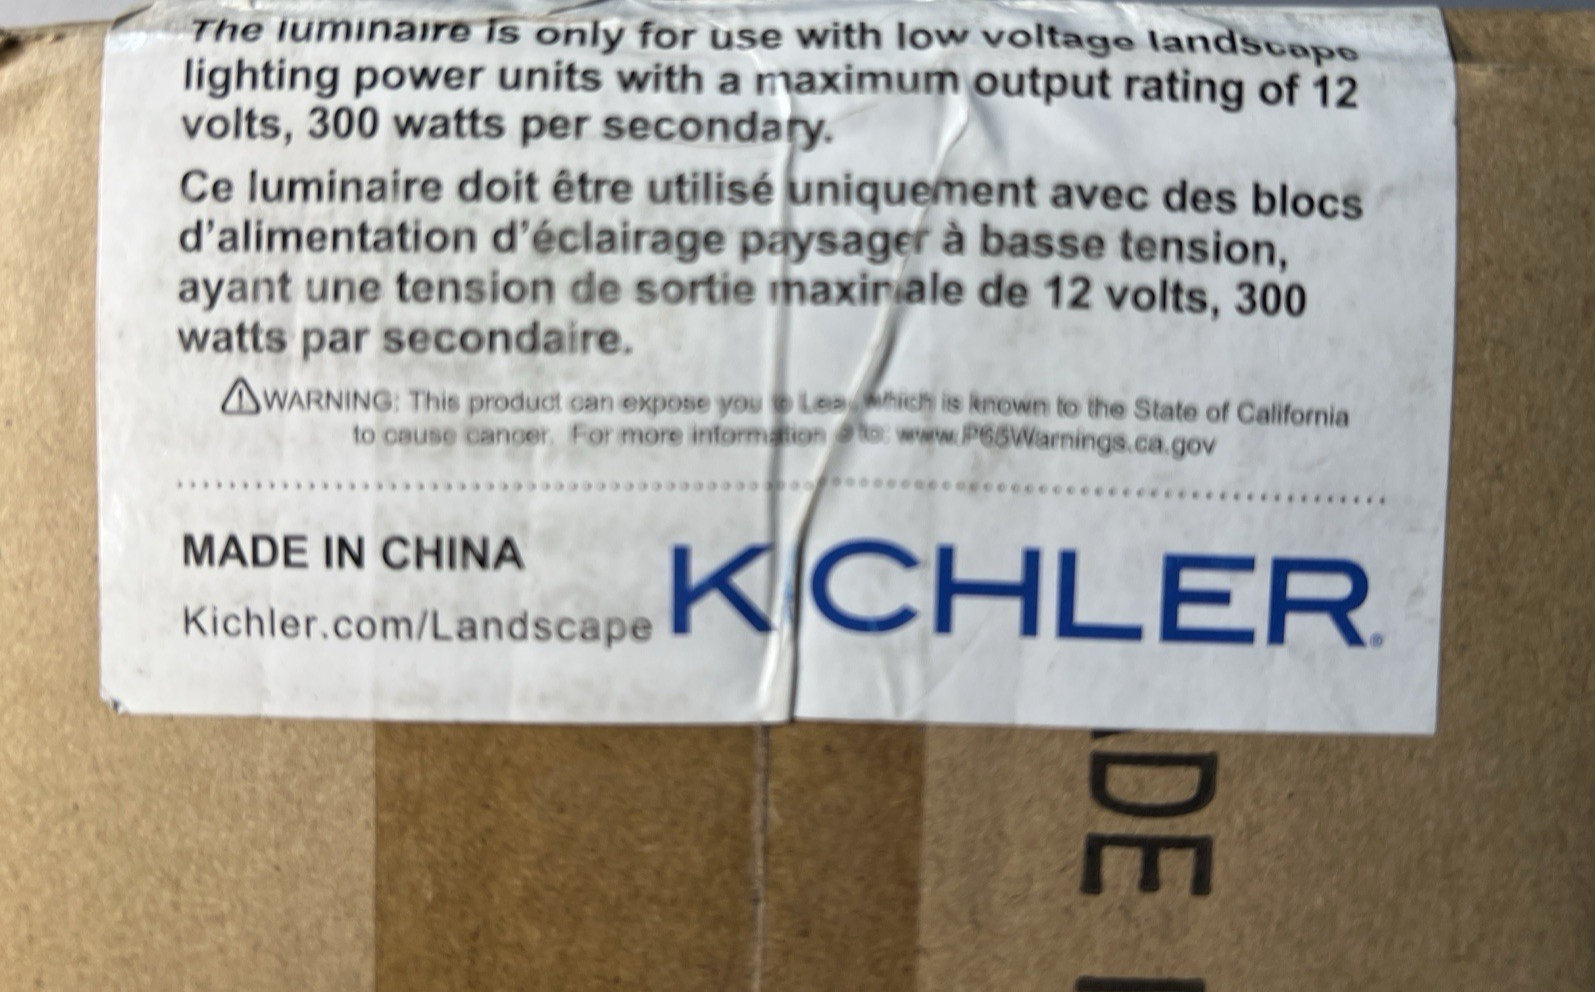 The luminaire is only for use with low voltage landscape
lighting power units with a maximum output rating of 12
volts, 300 watts per secondary.
Ce luminaire doit être utilisé uniquement avec des blocs
d'alimentation d'éclairage paysager à basse tension,
ayant une tension de sortie maximale de 12 volts, 300
watts par secondaire.
⚠WARNING: This product can expose you to Lead which is known to the State of California
to cause cancer. For more information go to: www.P65Warnings.ca.gov
MADE IN CHINA
Kichler.com/Landscape
KICHLER®
ADE I